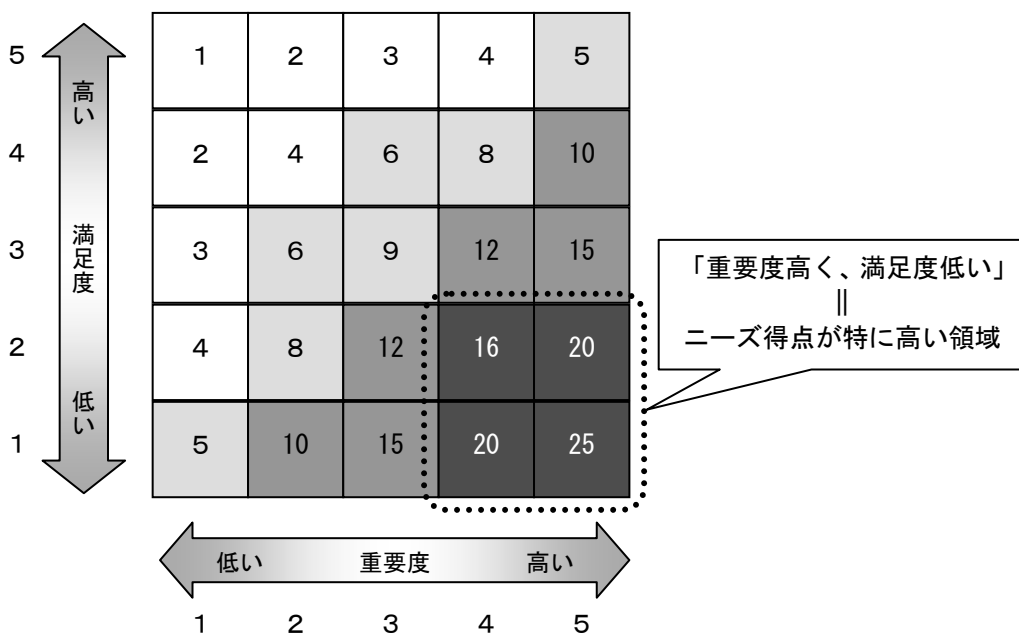 5 1 2 3 4 5
高い
4 2 4 6 8 10
満足度
3 3 6 9 12 15
「重要度高く、満足度低い」
||
ニーズ得点が特に高い領域
2 4 8 12 16 20
低い
1 5 10 15 20 25
低い 重要度 高い
1 2 3 4 5